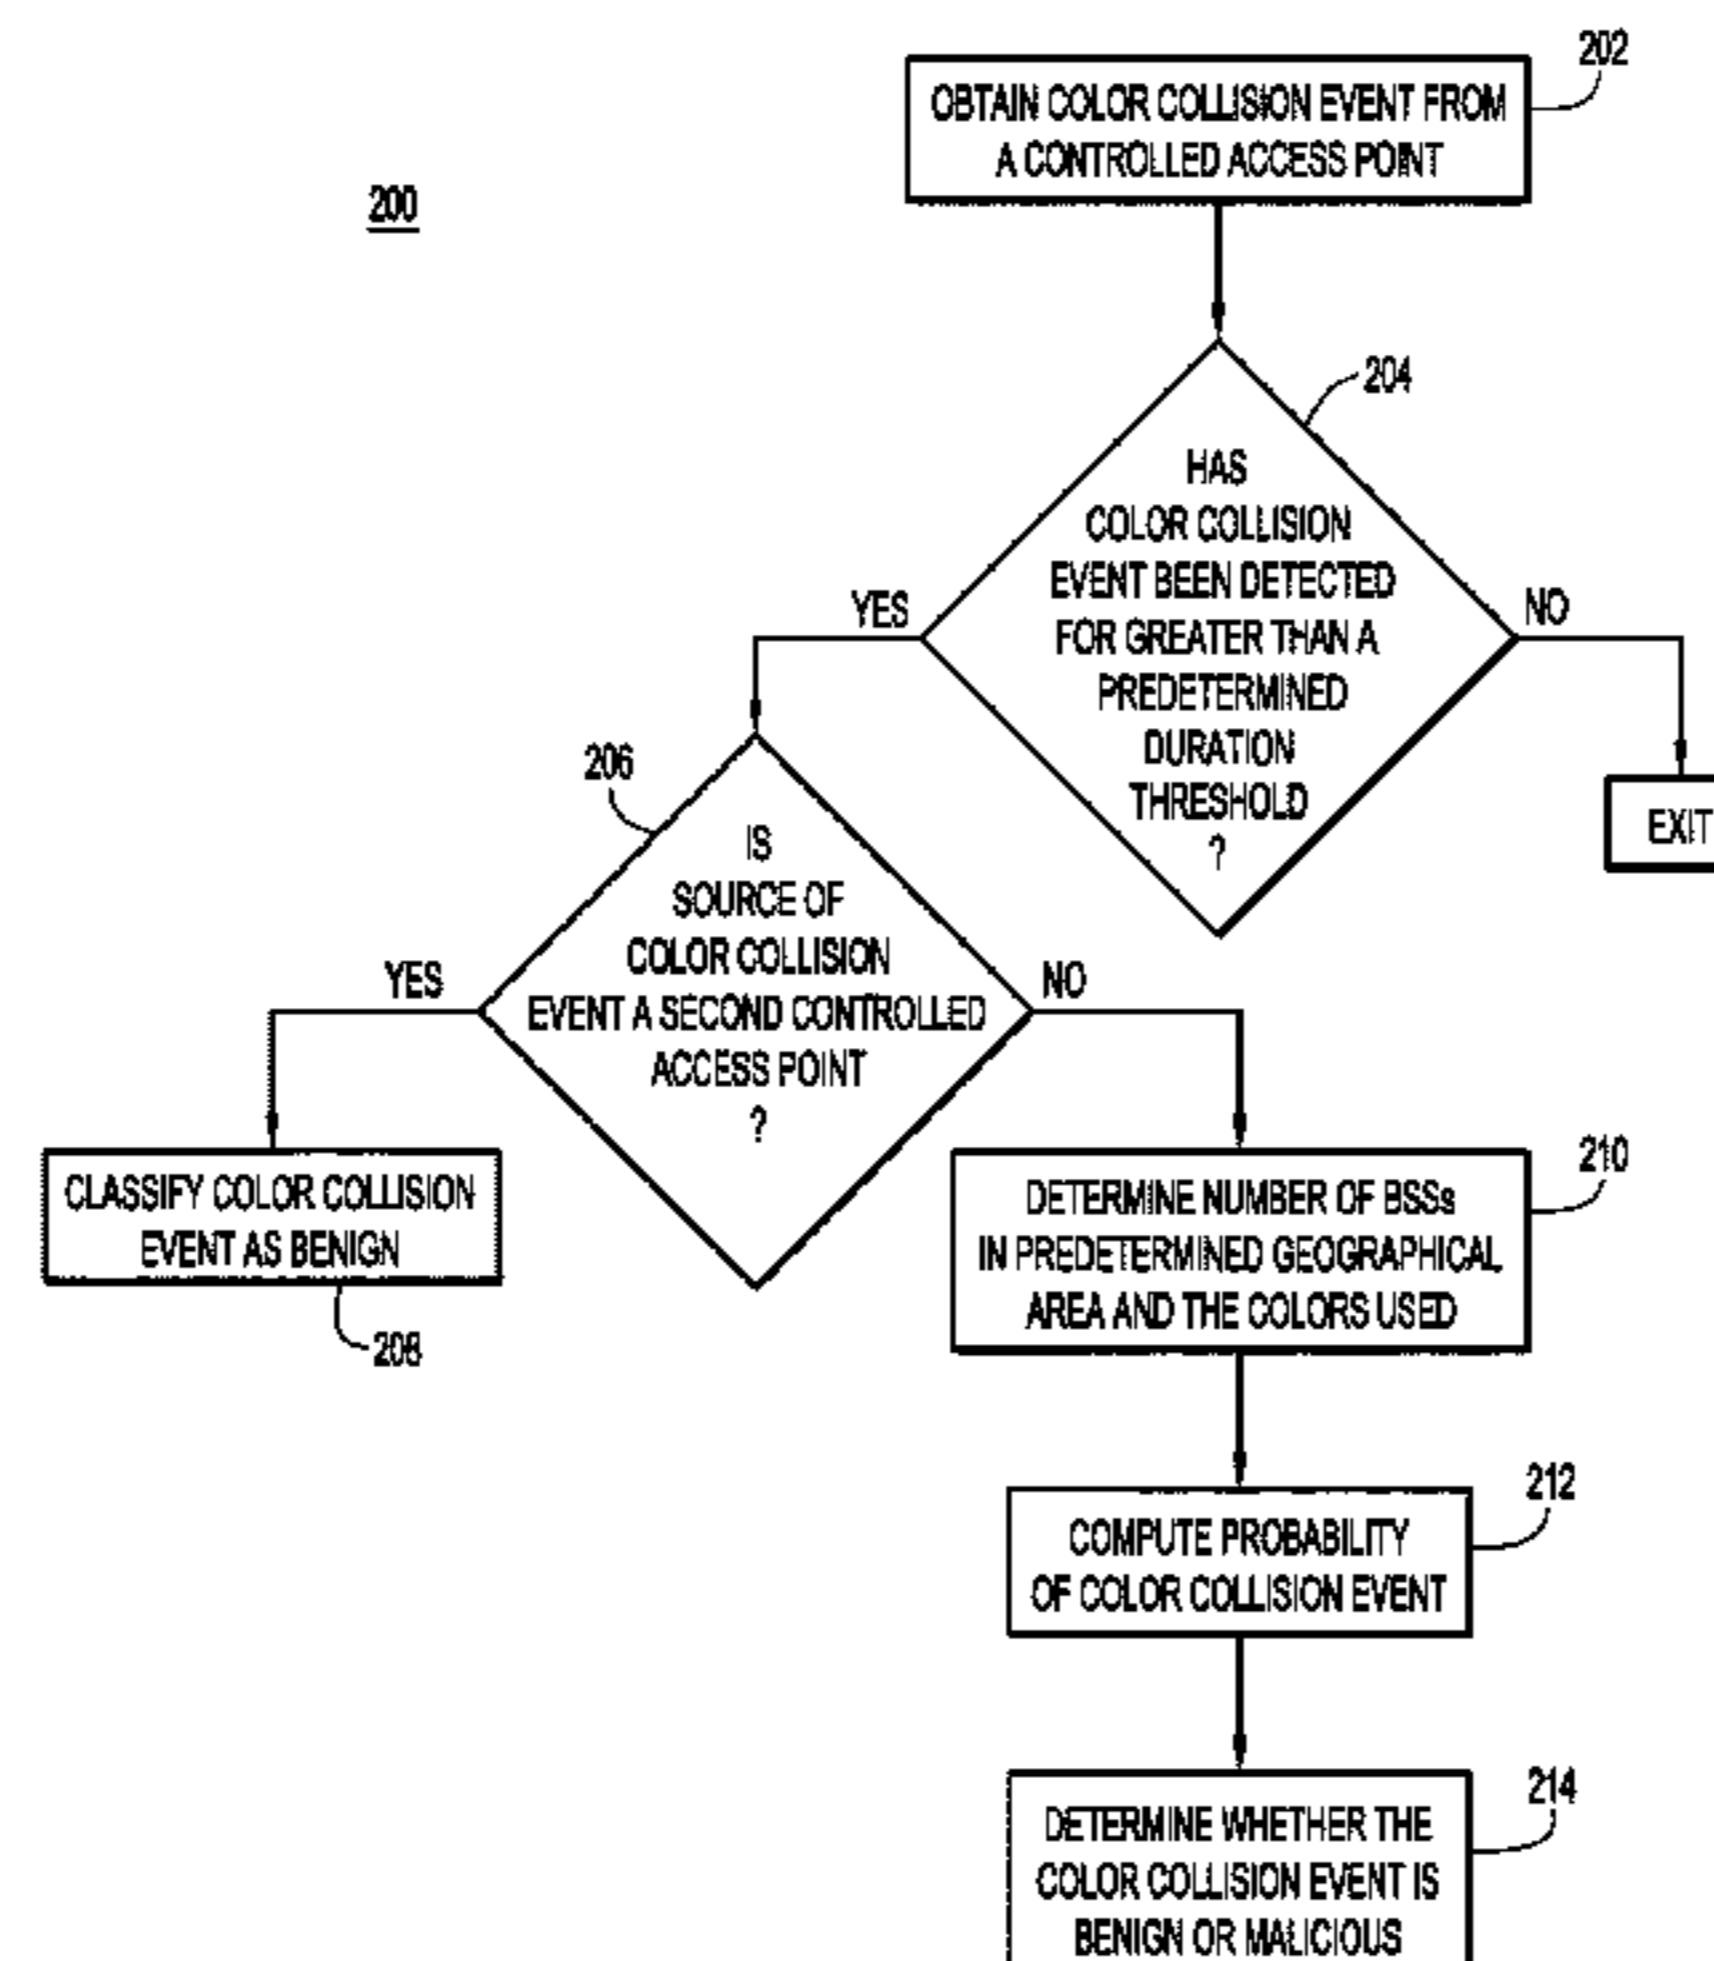 202
OBTAIN COLOR COLLISION EVENT FROM
A CONTROLLED ACCESS POINT
200
204
HAS
COLOR COLLISION
EVENT BEEN DETECTED
FOR GREATER THAN A
PREDETERMINED
DURATION
THRESHOLD
?
YES
NO
EXIT
206
IS
SOURCE OF
COLOR COLLISION
EVENT A SECOND CONTROLLED
ACCESS POINT
?
YES
NO
CLASSIFY COLOR COLLISION
EVENT AS BENIGN
208
210
DETERMINE NUMBER OF BSSs
IN PREDETERMINED GEOGRAPHICAL
AREA AND THE COLORS USED
212
COMPUTE PROBABILITY
OF COLOR COLLISION EVENT
214
DETERMINE WHETHER THE
COLOR COLLISION EVENT IS
BENIGN OR MALICIOUS